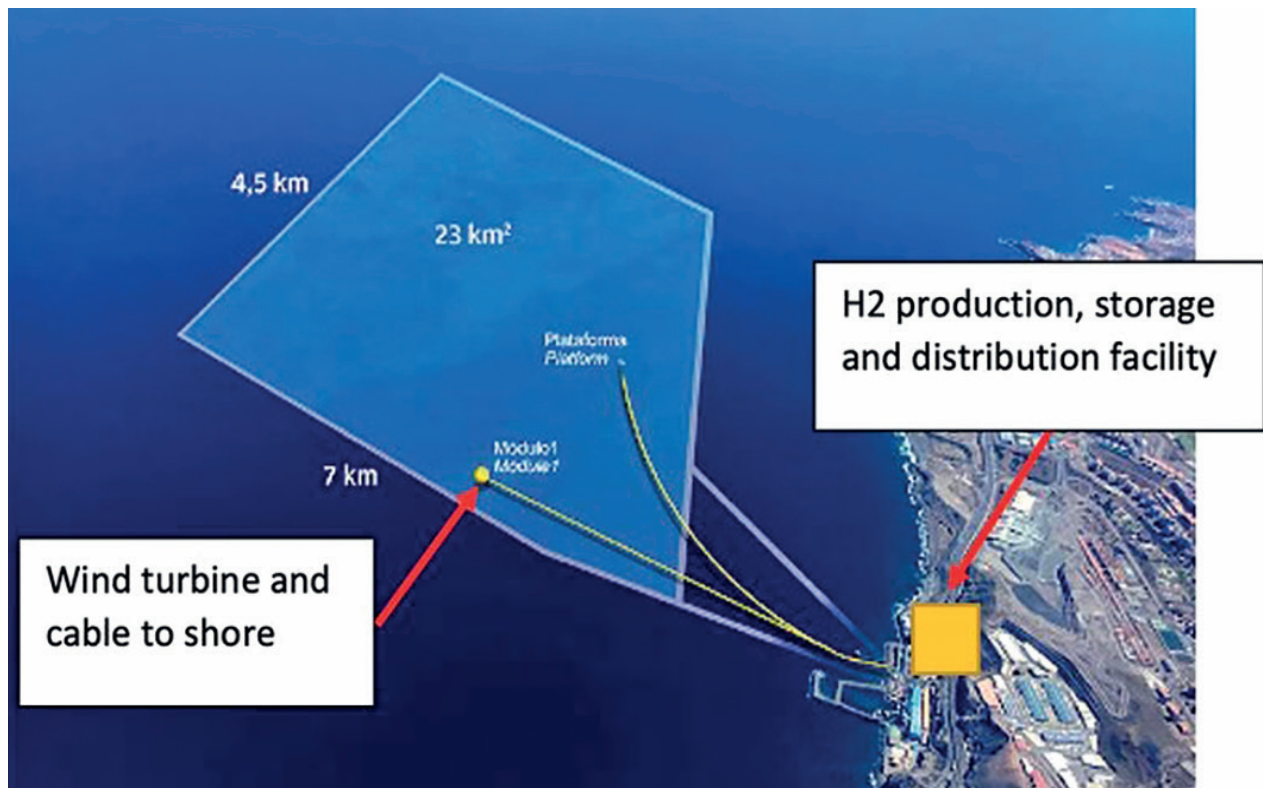 4,5 km
23 km²
H2 production, storage
and distribution facility
Plataforma
Platform
Módulo1
Module1
7 km
Wind turbine and
cable to shore